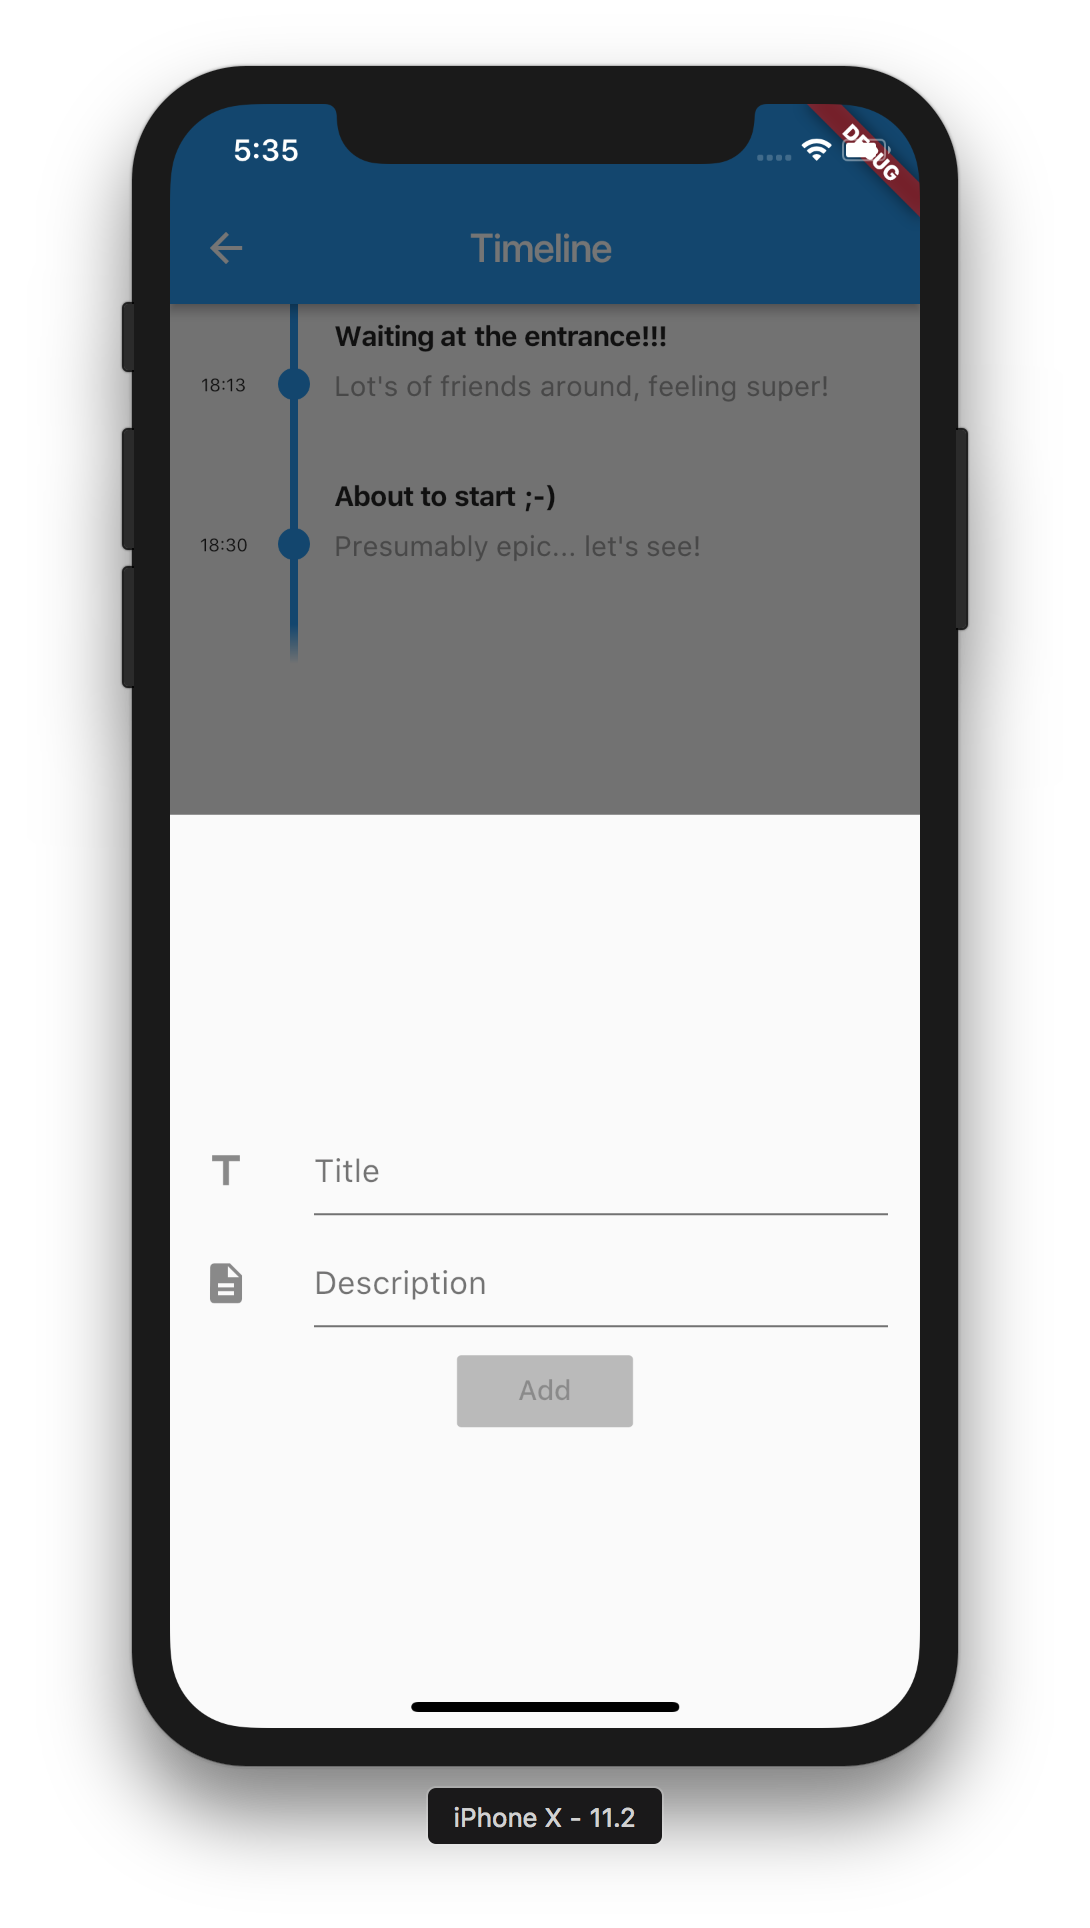 5:35
DEBUG
Timeline
Waiting at the entrance!!!
18:13
Lot's of friends around, feeling super!
About to start ;-)
18:30
Presumably epic... let's see!
Title
Description
Add
iPhone X - 11.2